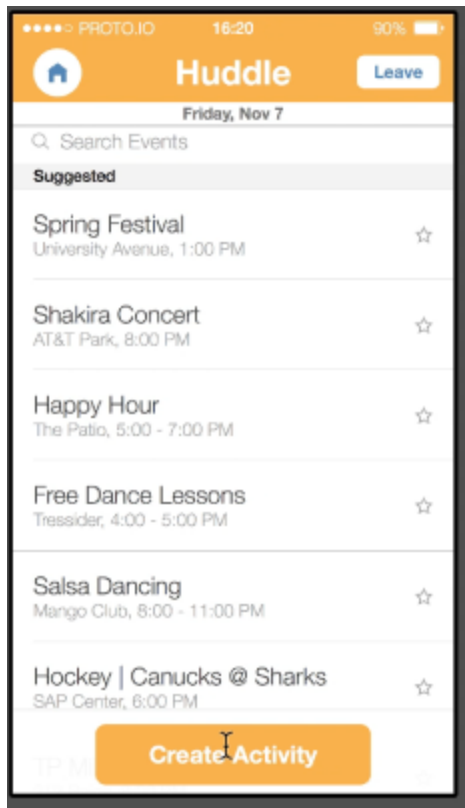 PROTO.IO 16:20 90%
Huddle Leave
Friday, Nov 7
Search Events
Suggested
Spring Festival
University Avenue, 1:00 PM
Shakira Concert
AT&T Park, 8:00 PM
Happy Hour
The Patio, 5:00 - 7:00 PM
Free Dance Lessons
Tressider, 4:00 - 5:00 PM
Salsa Dancing
Mango Club, 8:00 - 11:00 PM
Hockey | Canucks @ Sharks
SAP Center, 6:00 PM
Create Activity